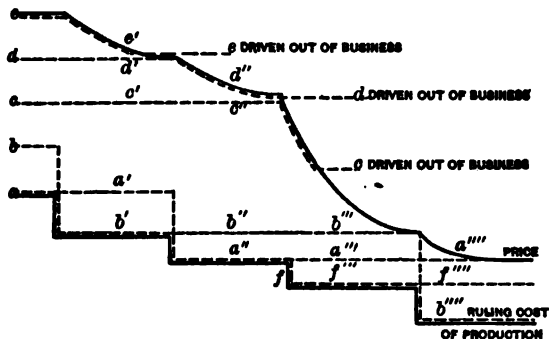 e
e'
e DRIVEN OUT OF BUSINESS
d
d'
d''
d DRIVEN OUT OF BUSINESS
c
c'
c''
c DRIVEN OUT OF BUSINESS
b
a
a'
b'
b''
b'''
a''
a'''
a''''
PRICE
f
f'''
f''''
b''''
RULING COST
OF PRODUCTION